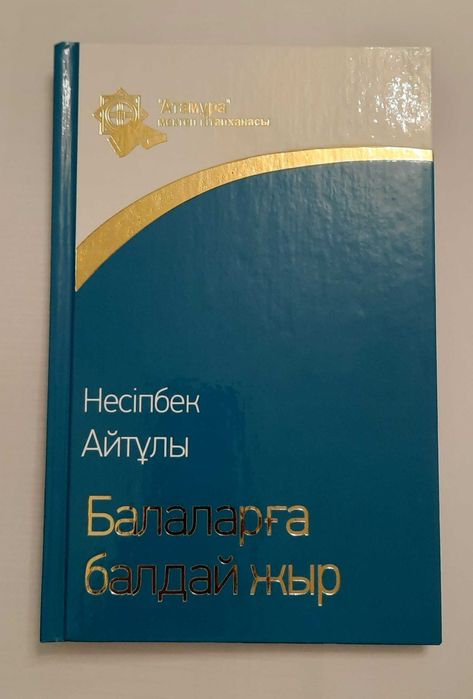 "Атамұра"
мектеп кітапханасы
Несіпбек
Айтұлы
Балаларға
балдай жыр